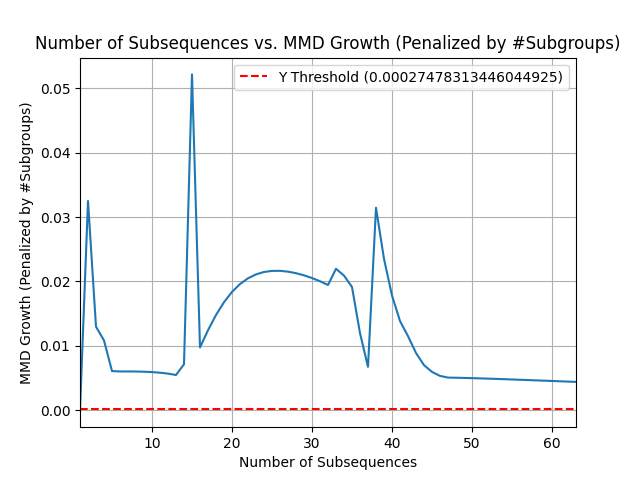 Number of Subsequences vs. MMD Growth (Penalized by #Subgroups)
Y Threshold (0.00027478313446044925)
MMD Growth (Penalized by #Subgroups)
0.05
0.04
0.03
0.02
0.01
0.00
10 20 30 40 50 60
Number of Subsequences